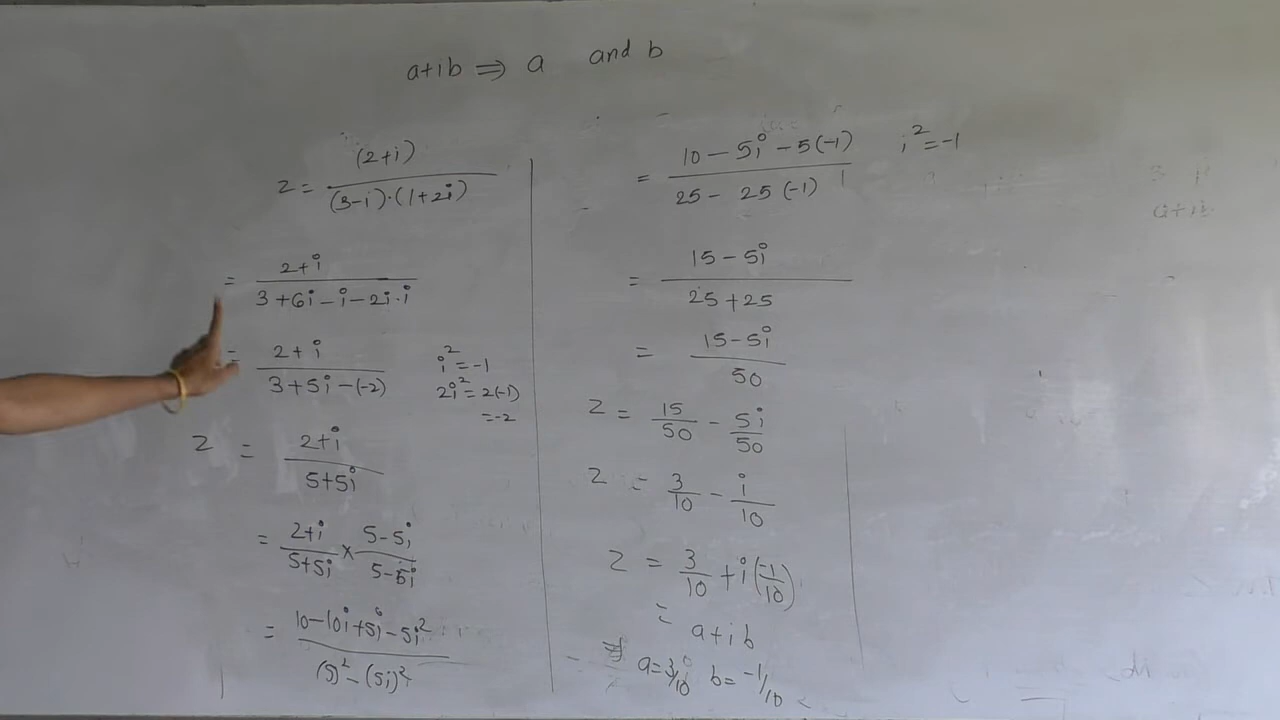 a+ib ⇒ a and b
z = (2+i) / (3-i)·(1+2i)
= 2+i / 3+6i-i-2i·i
= 2+i / 3+5i-(-2)
i² = -1
2i² = 2(-1)
= -2
z = 2+i / 5+5i
= 2+i / 5+5i × 5-5i / 5-5i
= 10-10i+5i-5i² / (5)²-(5i)²
= 10-5i-5(-1) / 25-25(-1)
i² = -1
= 15-5i / 25+25
= 15-5i / 50
z = 15/50 - 5i/50
z = 3/10 - i/10
z = 3/10 + i(-1/10)
= a+ib
a=3/10 b=-1/10